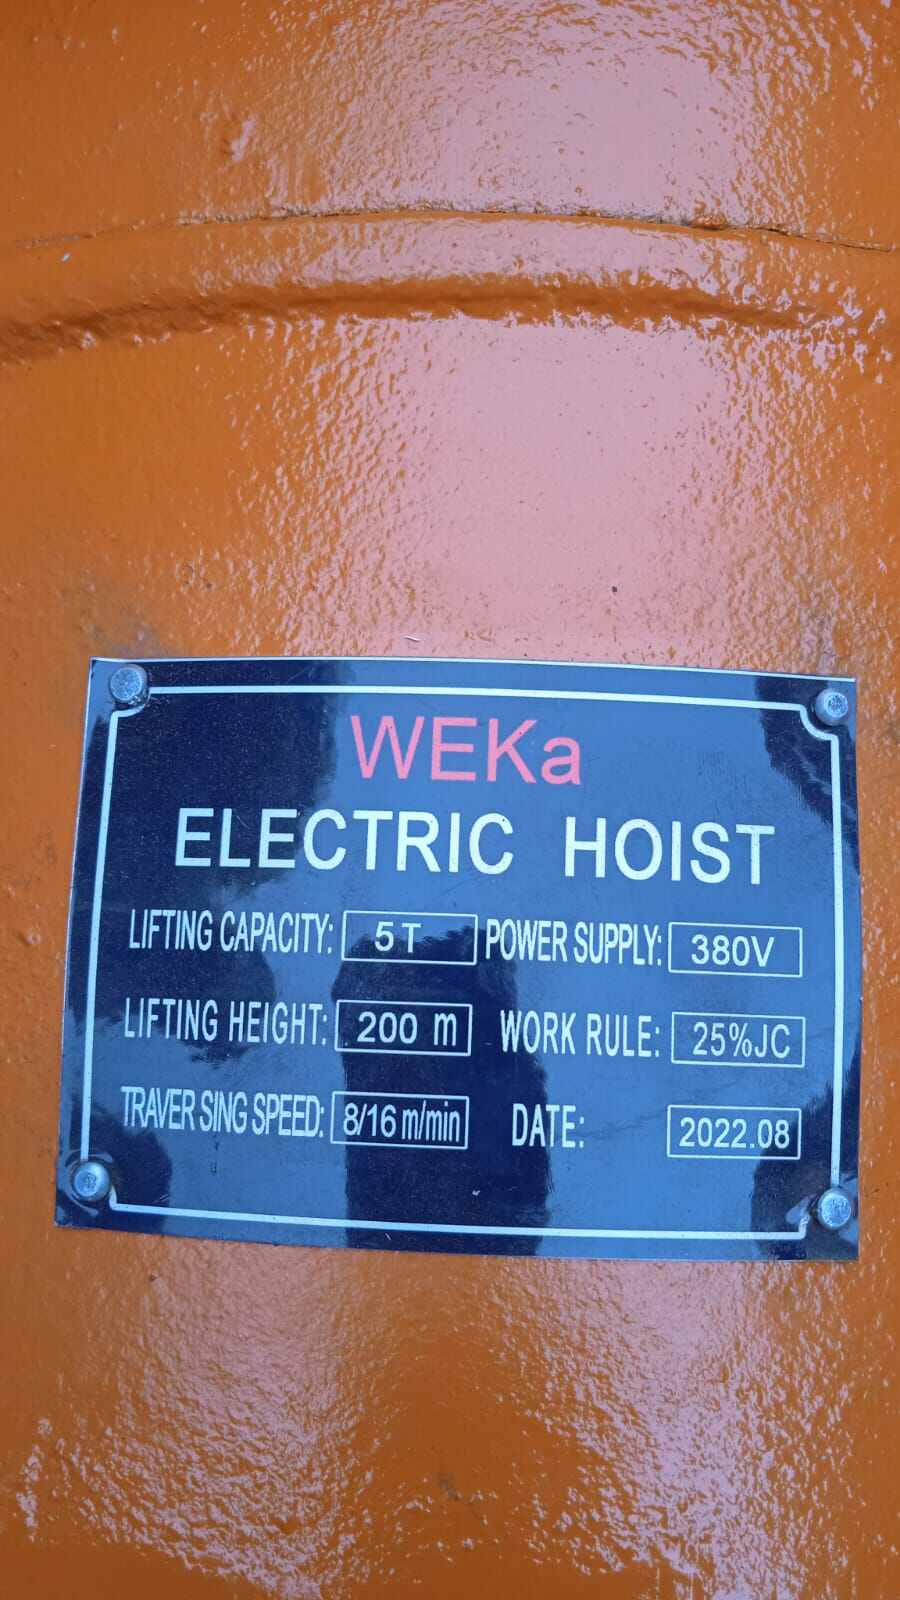 WEKa
ELECTRIC HOIST
LIFTING CAPACITY: 5T POWER SUPPLY: 380V
LIFTING HEIGHT: 200 m WORK RULE: 25%JC
TRAVER SING SPEED: 8/16 m/min DATE: 2022.08